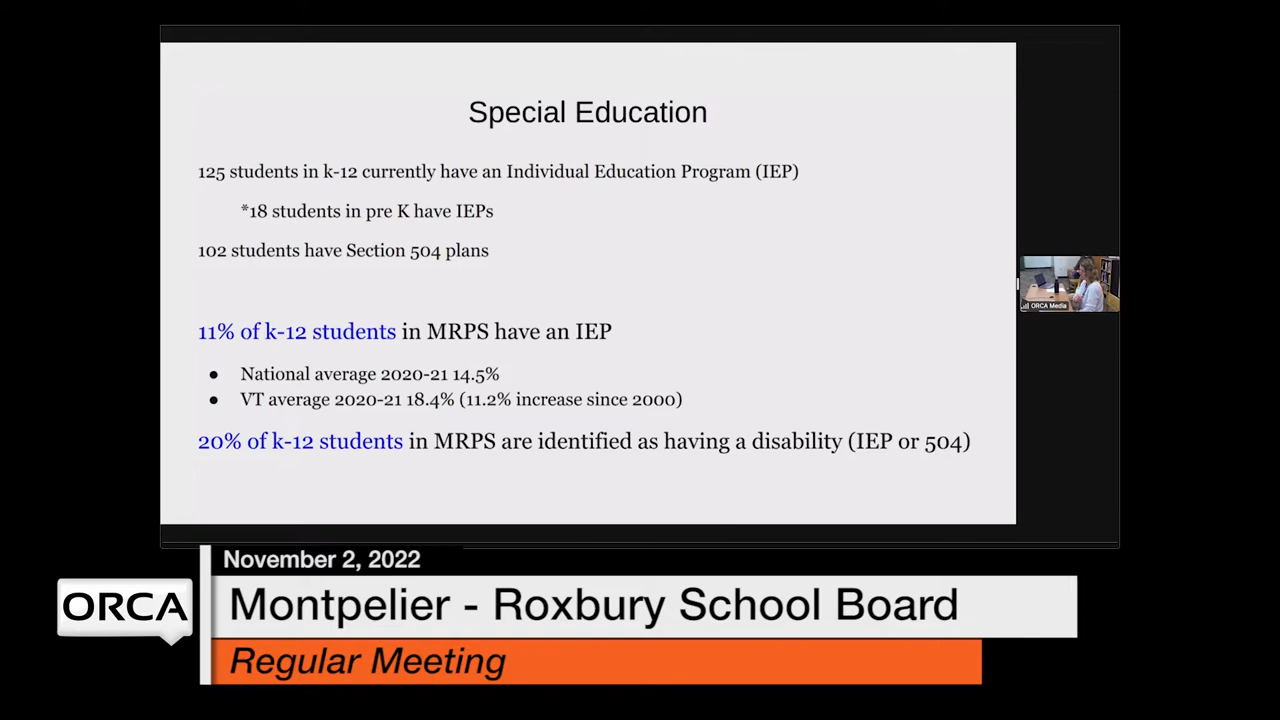 Special Education
125 students in k-12 currently have an Individual Education Program (IEP)
*18 students in pre K have IEPs
102 students have Section 504 plans
11% of k-12 students in MRPS have an IEP
● National average 2020-21 14.5%
● VT average 2020-21 18.4% (11.2% increase since 2000)
20% of k-12 students in MRPS are identified as having a disability (IEP or 504)
ORCA Media
November 2, 2022
ORCA
Montpelier - Roxbury School Board
Regular Meeting